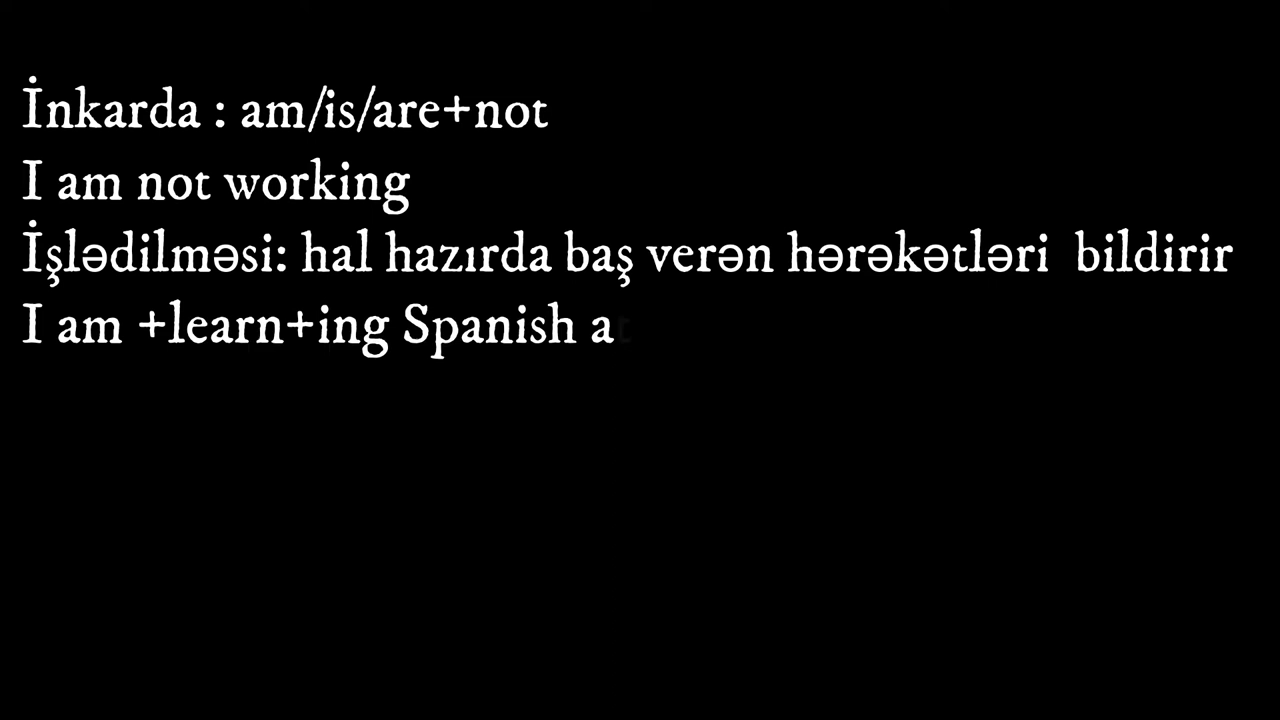 İnkarda : am/is/are+not
I am not working
İşlədilməsi: hal hazırda baş verən hərəkətləri  bildirir
I am +learn+ing Spanish a